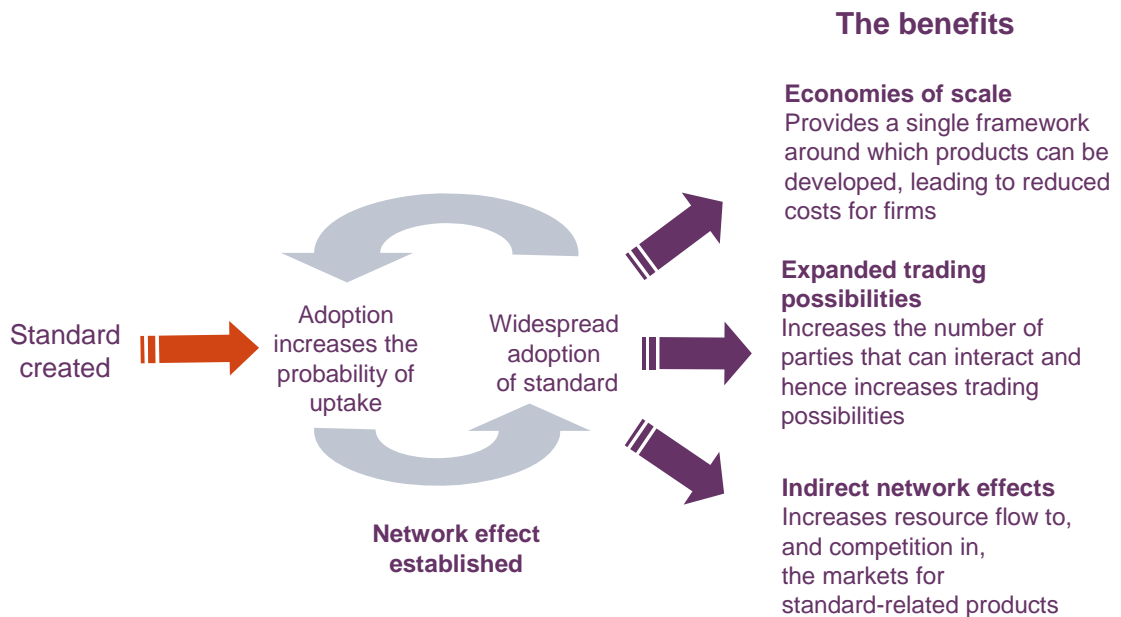 The benefits
Standard
created
Adoption
increases the
probability of
uptake
Widespread
adoption
of standard
Network effect
established
Economies of scale
Provides a single framework
around which products can be
developed, leading to reduced
costs for firms
Expanded trading
possibilities
Increases the number of
parties that can interact and
hence increases trading
possibilities
Indirect network effects
Increases resource flow to,
and competition in,
the markets for
standard-related products